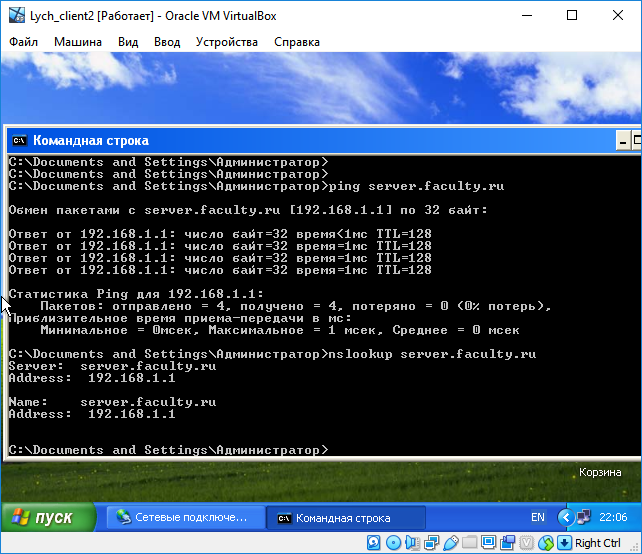 Lych_client2 [Работает] - Oracle VM VirtualBox
Файл Машина Вид Ввод Устройства Справка
Командная строка
C:\Documents and Settings\Администратор>
C:\Documents and Settings\Администратор>
C:\Documents and Settings\Администратор>ping server.faculty.ru
Обмен пакетами с server.faculty.ru [192.168.1.1] по 32 байт:
Ответ от 192.168.1.1: число байт=32 время<1мс TTL=128
Ответ от 192.168.1.1: число байт=32 время=1мс TTL=128
Ответ от 192.168.1.1: число байт=32 время=1мс TTL=128
Ответ от 192.168.1.1: число байт=32 время=1мс TTL=128
Статистика Ping для 192.168.1.1:
Пакетов: отправлено = 4, получено = 4, потеряно = 0 (0% потерь),
Приблизительное время приема-передачи в мс:
Минимальное = 0мсек, Максимальное = 1 мсек, Среднее = 0 мсек
C:\Documents and Settings\Администратор>nslookup server.faculty.ru
Server: server.faculty.ru
Address: 192.168.1.1
Name: server.faculty.ru
Address: 192.168.1.1
C:\Documents and Settings\Администратор>
Корзина
пуск Сетевые подключе... Командная строка EN 22:06
Right Ctrl